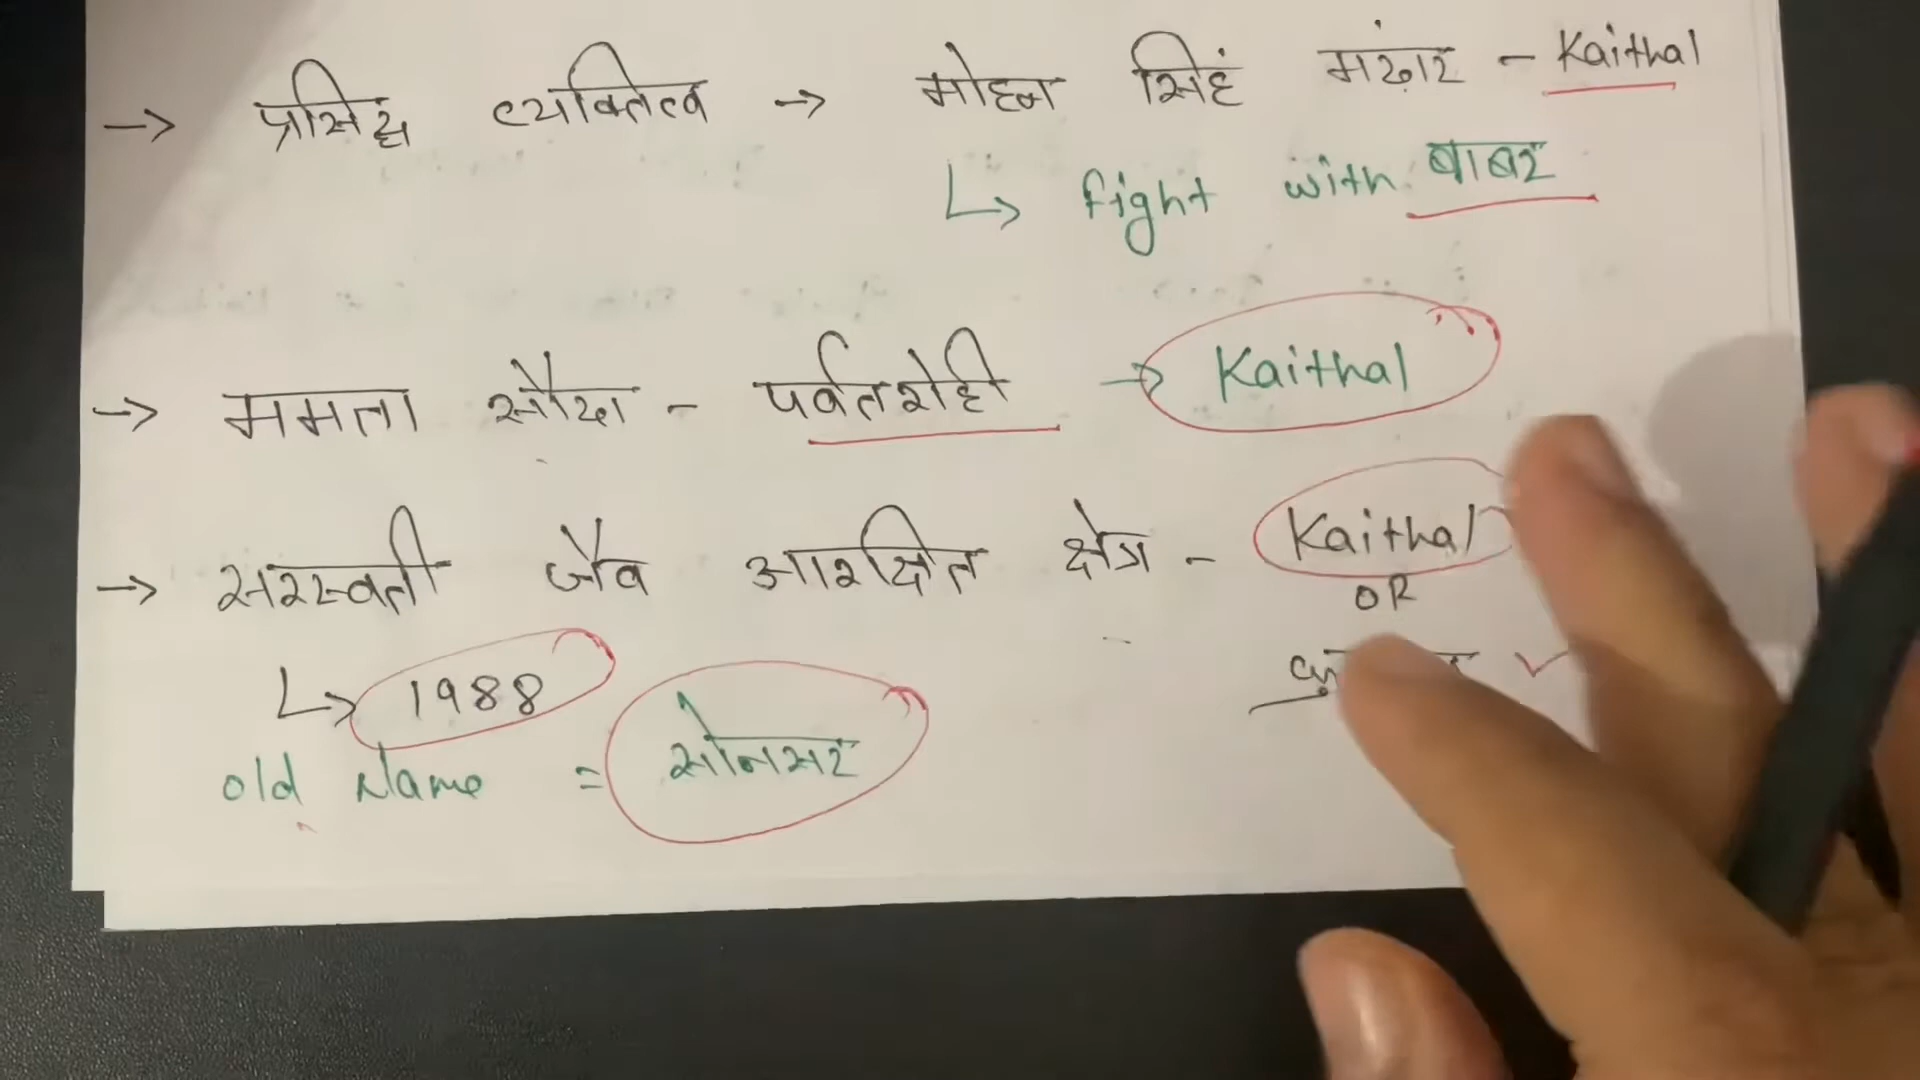 → प्रसिद्ध व्यक्तित्व → मोहन सिहं मंढ़ार - Kaithal
↳ fight with बाबर
→ ममता सौदा - पर्वतरोही → Kaithal
→ सरस्वती जैव आरक्षित क्षेत्र - Kaithal
OR
↳ 1988
old Name = सोनसर